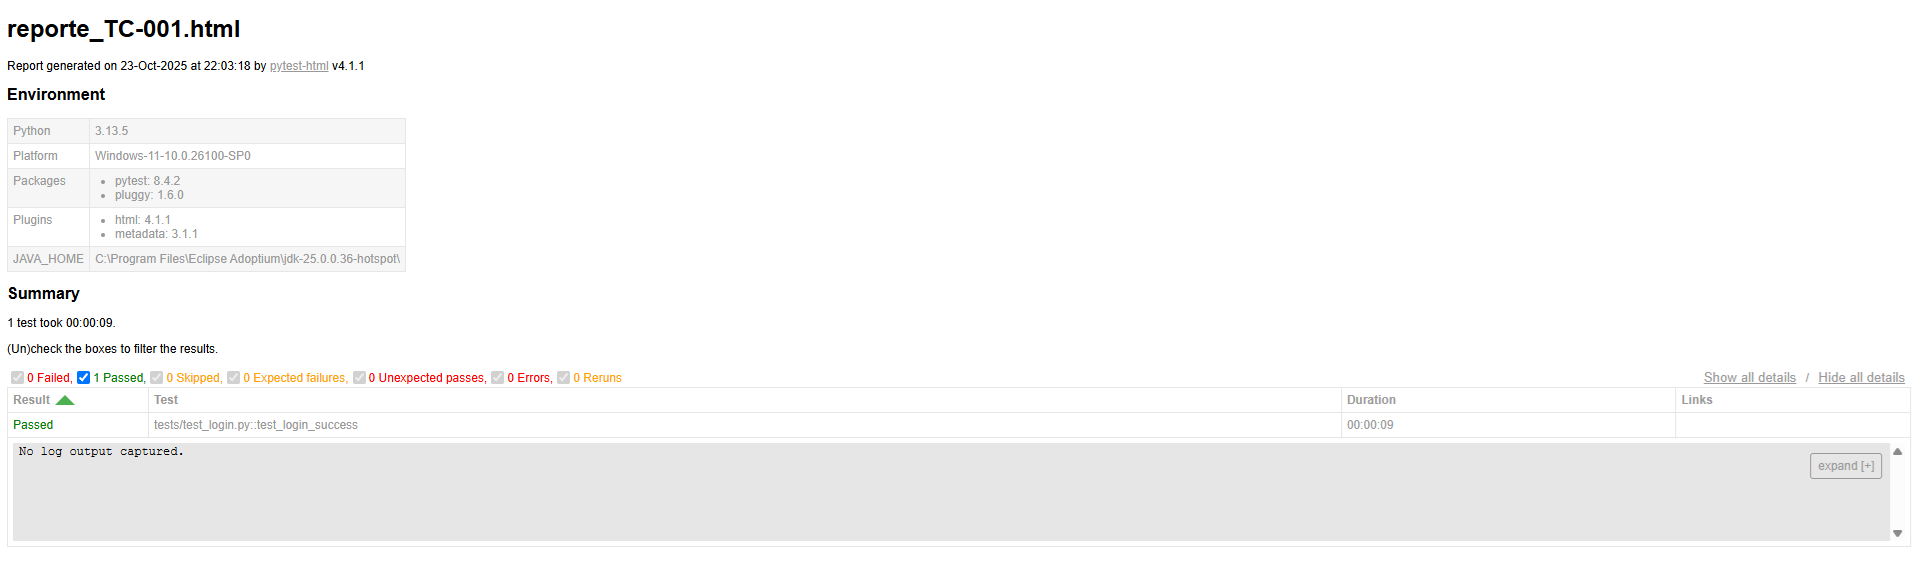 reporte_TC-001.html
Report generated on 23-Oct-2025 at 22:03:18 by pytest-html v4.1.1
Environment
Python 3.13.5
Platform Windows-11-10.0.26100-SP0
Packages
pytest: 8.4.2
pluggy: 1.6.0
Plugins
html: 4.1.1
metadata: 3.1.1
JAVA_HOME C:\Program Files\Eclipse Adoptium\jdk-25.0.0.36-hotspot\
Summary
1 test took 00:00:09.
(Un)check the boxes to filter the results.
0 Failed, 1 Passed, 0 Skipped, 0 Expected failures, 0 Unexpected passes, 0 Errors, 0 Reruns Show all details / Hide all details
Result Test Duration Links
Passed tests/test_login.py::test_login_success 00:00:09
No log output captured.
expand [+]